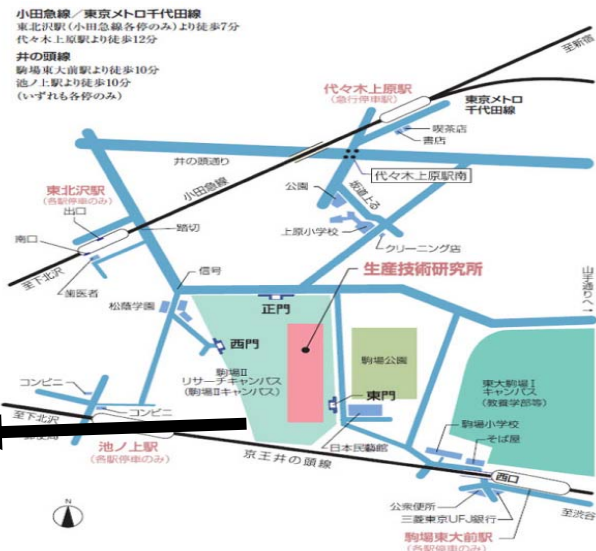 小田急線／東京メトロ千代田線
東北沢駅(小田急線各停のみ)より徒歩7分
代々木上原駅より徒歩12分
井の頭線
駒場東大前駅より徒歩10分
池ノ上駅より徒歩10分
(いずれも各停のみ)
至新宿
代々木上原駅
(急行停車駅)
東京メトロ
千代田線
喫茶店
書店
井の頭通り
代々木上原駅南
小田急線
公園
坂道上る
東北沢駅
(各駅停車のみ)
出口
踏切
上原小学校
クリーニング店
南口
至下北沢
歯医者
信号
生産技術研究所
山手通りへ→
松蔭学園
正門
西門
駒場II
リサーチキャンパス
(駒場IIキャンパス)
駒場公園
東大駒場I
キャンパス
(教養学部等)
コンビニ
東門
至下北沢
コンビニ
駒場小学校
そば屋
日本民藝館
池ノ上駅
(各駅停車のみ)
京王井の頭線
西口
公衆便所
三菱東京UFJ銀行
至渋谷
駒場東大前駅
(各駅停車のみ)
N